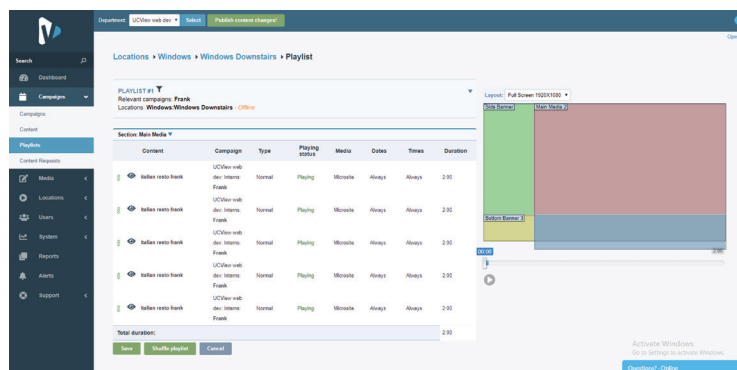 Department: UCView web dev Select Publish content changes!
Ope
Search
Dashboard
Campaigns
Campaigns
Content
Playlists
Content Requests
Media
Locations
Users
System
Reports
Alerts
Support
Locations Windows Windows Downstairs Playlist
PLAYLIST #1
Relevant campaigns: Frank
Locations: Windows:Windows Downstairs - Offline
Section: Main Media
Content Campaign Type Playing status Media Dates Times Duration
italian resto frank UCView web dev: Interns: Frank Normal Playing Microsite Always Always 2:00
italian resto frank UCView web dev: Interns: Frank Normal Playing Microsite Always Always 2:00
italian resto frank UCView web dev: Interns: Frank Normal Playing Microsite Always Always 2:00
italian resto frank UCView web dev: Interns: Frank Normal Playing Microsite Always Always 2:00
italian resto frank UCView web dev: Interns: Frank Normal Playing Microsite Always Always 2:00
Total duration: 2:00
Save Shuffle playlist Cancel
Layout: Full Screen 1920X1080
Side Banner Main Media 2
Bottom Banner 3
00:00 2:00
Activate Windows
Go to Settings to activate Windows.
Questions? - Online